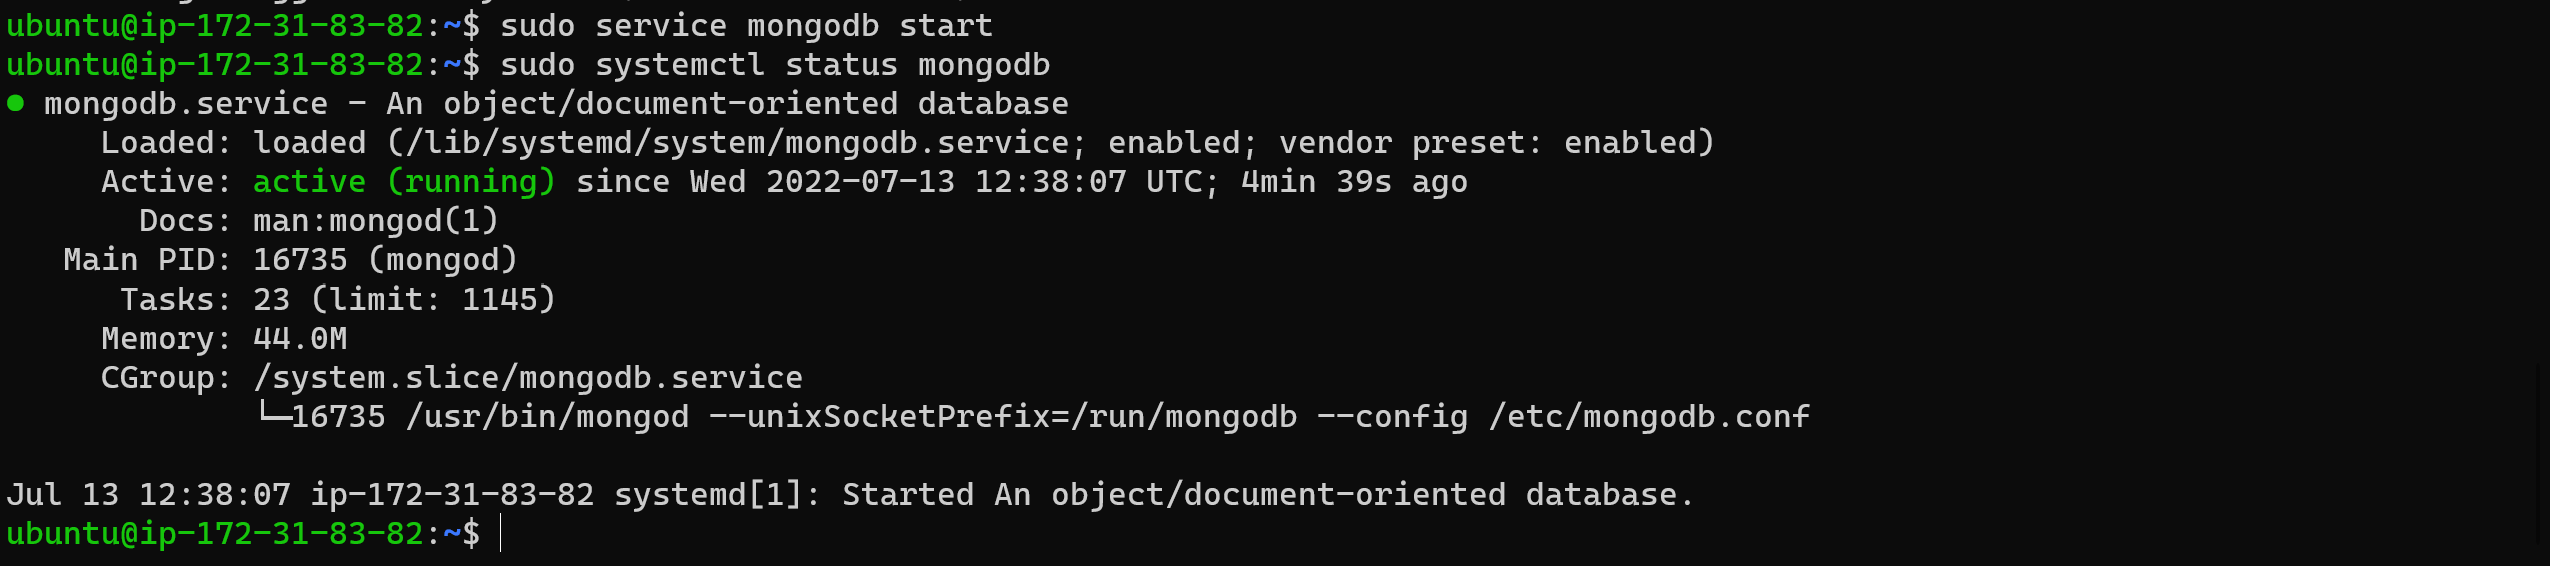 ubuntu@ip-172-31-83-82:~$ sudo service mongodb start
ubuntu@ip-172-31-83-82:~$ sudo systemctl status mongodb
● mongodb.service - An object/document-oriented database
     Loaded: loaded (/lib/systemd/system/mongodb.service; enabled; vendor preset: enabled)
     Active: active (running) since Wed 2022-07-13 12:38:07 UTC; 4min 39s ago
       Docs: man:mongod(1)
   Main PID: 16735 (mongod)
      Tasks: 23 (limit: 1145)
     Memory: 44.0M
     CGroup: /system.slice/mongodb.service
             └─16735 /usr/bin/mongod --unixSocketPrefix=/run/mongodb --config /etc/mongodb.conf
Jul 13 12:38:07 ip-172-31-83-82 systemd[1]: Started An object/document-oriented database.
ubuntu@ip-172-31-83-82:~$